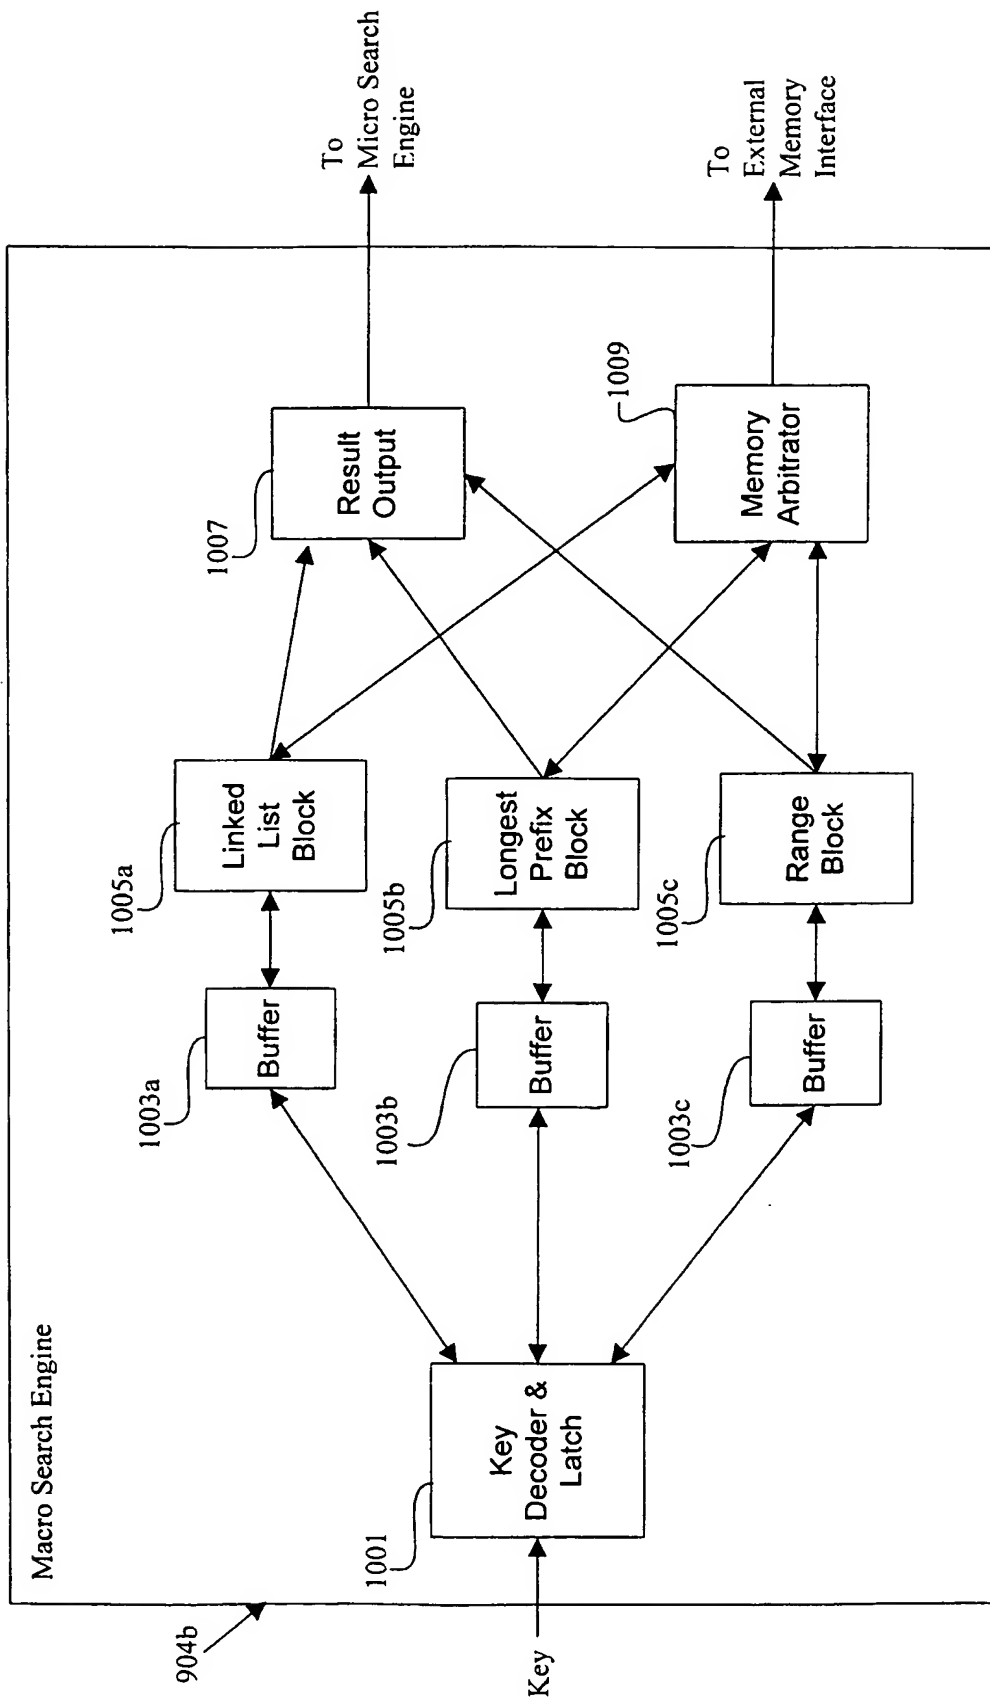 Macro Search Engine
904b
Key
1001
Key
Decoder &
Latch
1003a
Buffer
1003b
Buffer
1003c
Buffer
1005a
Linked
List
Block
1005b
Longest
Prefix
Block
1005c
Range
Block
1007
Result
Output
1009
Memory
Arbitrator
To
Micro Search
Engine
To
External
Memory
Interface